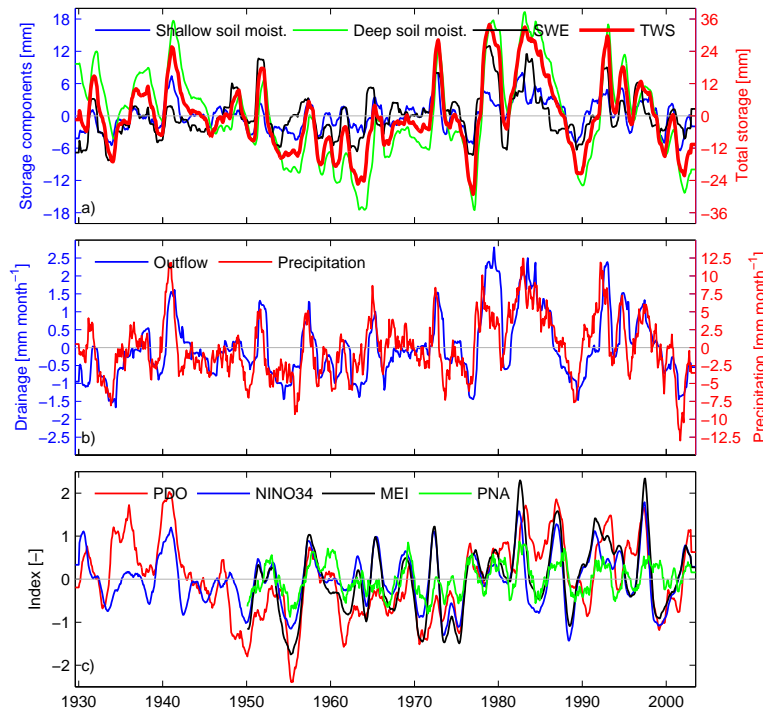 Shallow soil moist. Deep soil moist. SWE TWS
18 12 6 0 −6 −12 −18
Storage components [mm]
36 24 12 0 −12 −24 −36
Total storage [mm]
a)
Outflow Precipitation
2.5 2 1.5 1 0.5 0 −0.5 −1 −1.5 −2 −2.5
Drainage [mm month−1]
12.5 10 7.5 5 2.5 0 −2.5 −5 −7.5 −10 −12.5
Precipitation [mm month−1]
b)
PDO NINO34 MEI PNA
2 1 0 −1 −2
Index [-]
c)
1930 1940 1950 1960 1970 1980 1990 2000